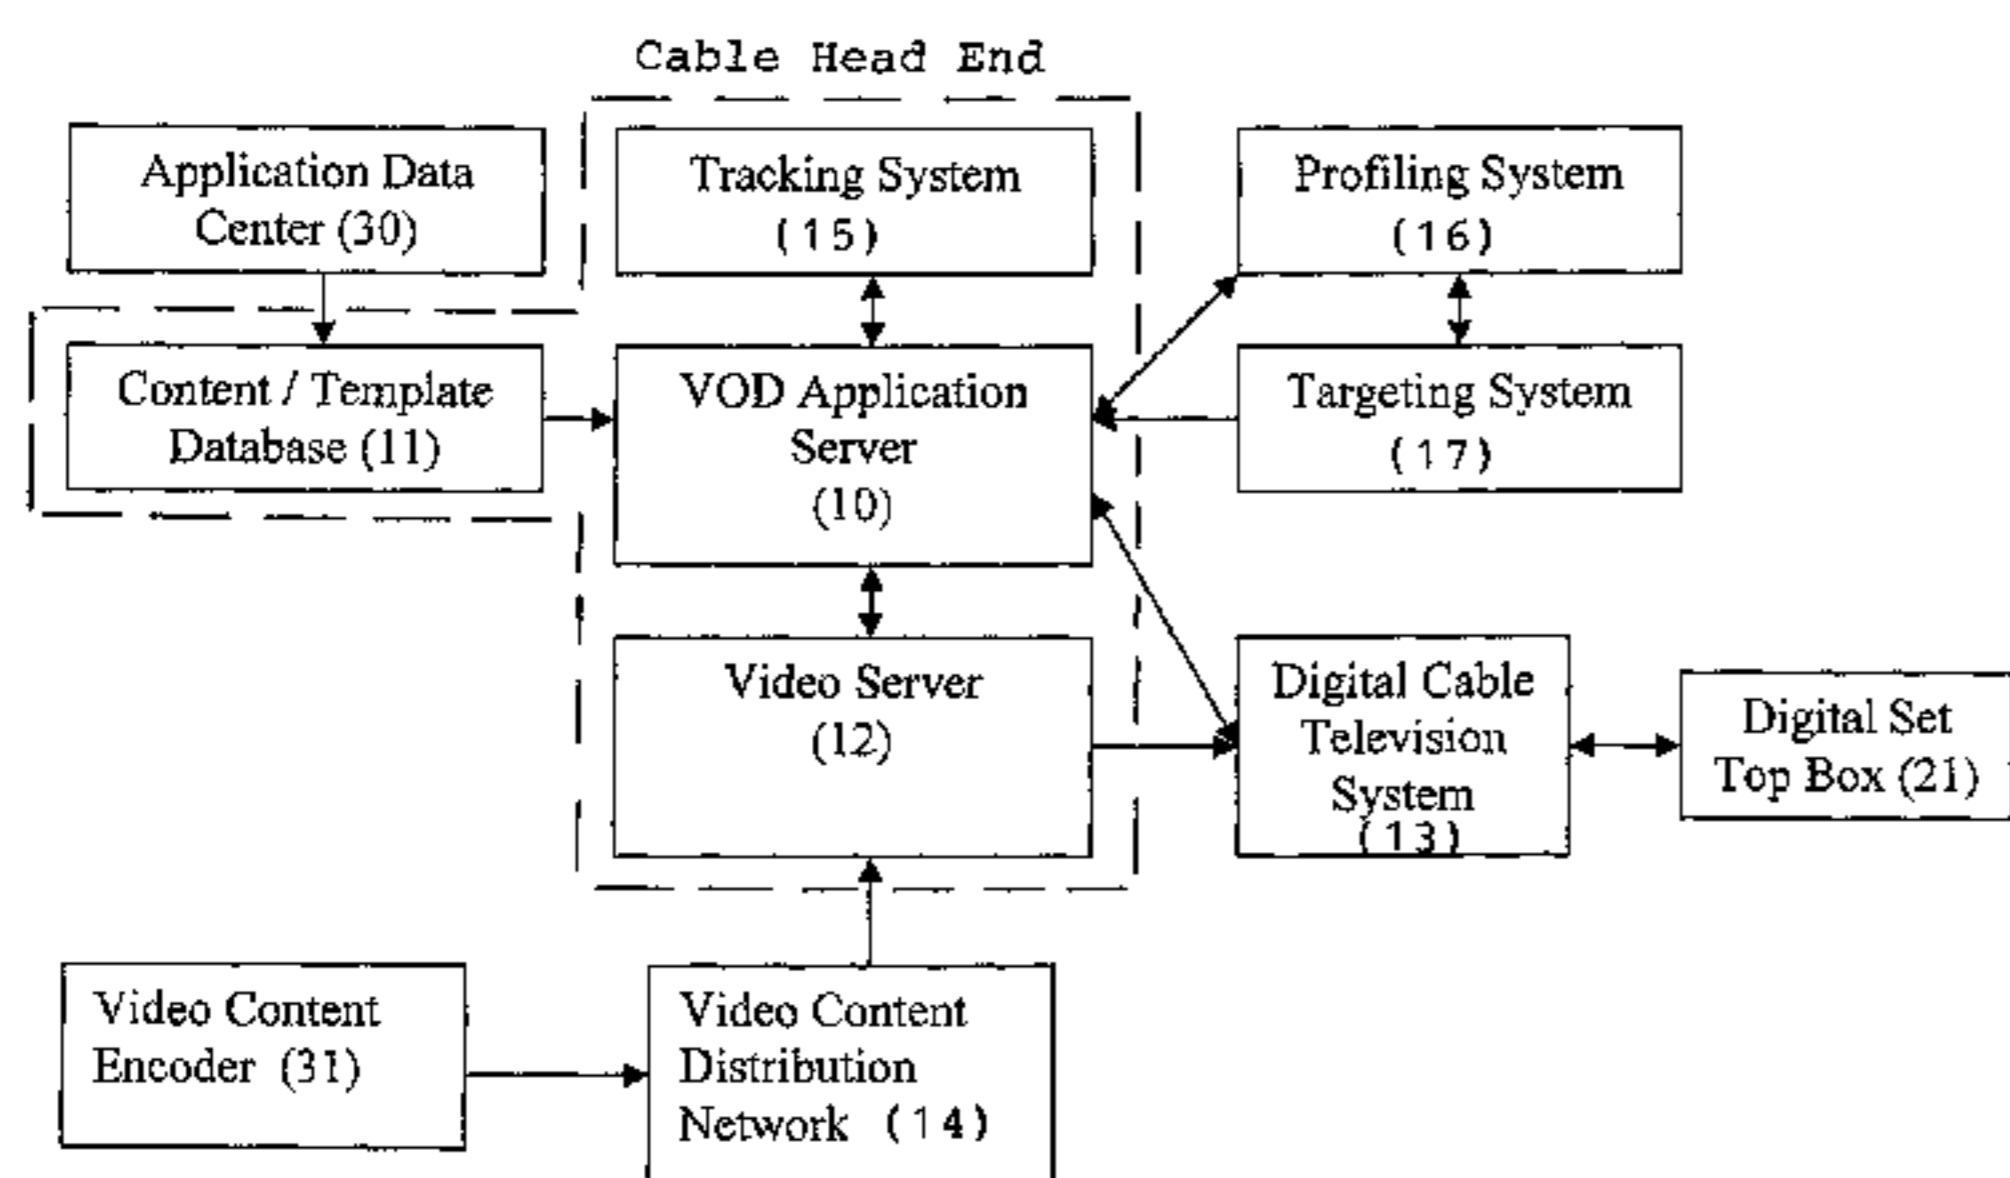 Cable Head End
Application Data
Center (30)
Tracking System
(15)
Profiling System
(16)
Content / Template
Database (11)
VOD Application
Server
(10)
Targeting System
(17)
Video Server
(12)
Digital Cable
Television
System
(13)
Digital Set
Top Box (21)
Video Content
Encoder (31)
Video Content
Distribution
Network (14)